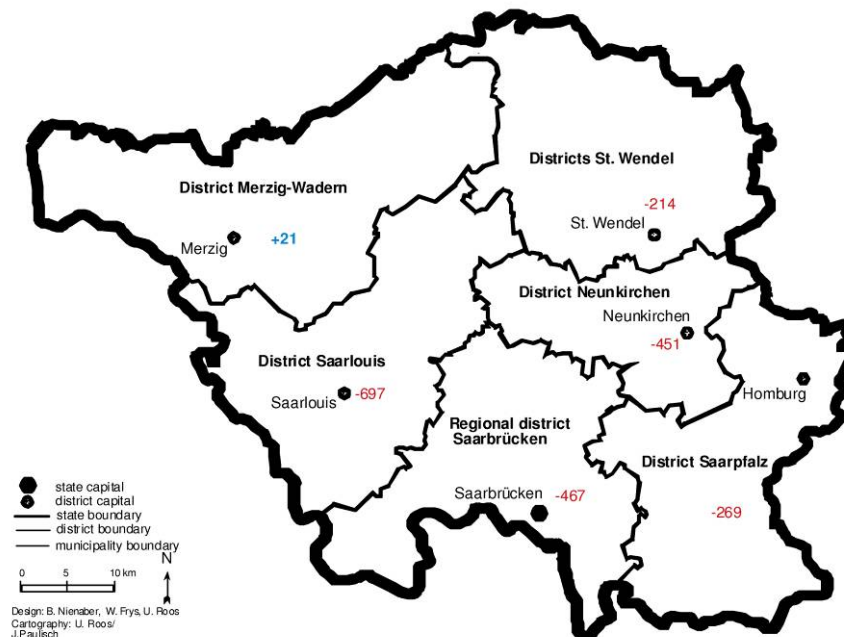 Districts St. Wendel
District Merzig-Wadern
-214
St. Wendel
Merzig
+21
District Neunkirchen
Neunkirchen
-451
District Saarlouis
Saarlouis
-697
Homburg
Regional district
Saarbrücken
District Saarpfalz
Saarbrücken
-467
-269
state capital
district capital
state boundary
district boundary
municipality boundary
N
0 5 10 km
Design: B. Nienaber, W. Frys, U. Roos
Cartography: U. Roos/
J.Paulisch